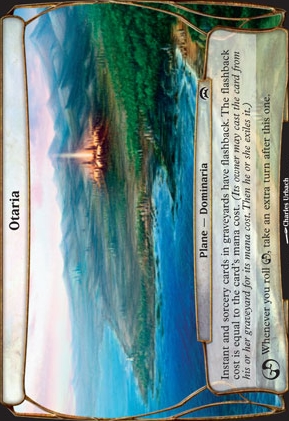 Otaria
Plane — Dominaria
Instant and sorcery cards in graveyards have flashback. The flashback
cost is equal to the card's mana cost. (Its owner may cast the card from
his or her graveyard for its mana cost. Then he or she exiles it.)
Whenever you roll , take an extra turn after this one.
Charles Urbach